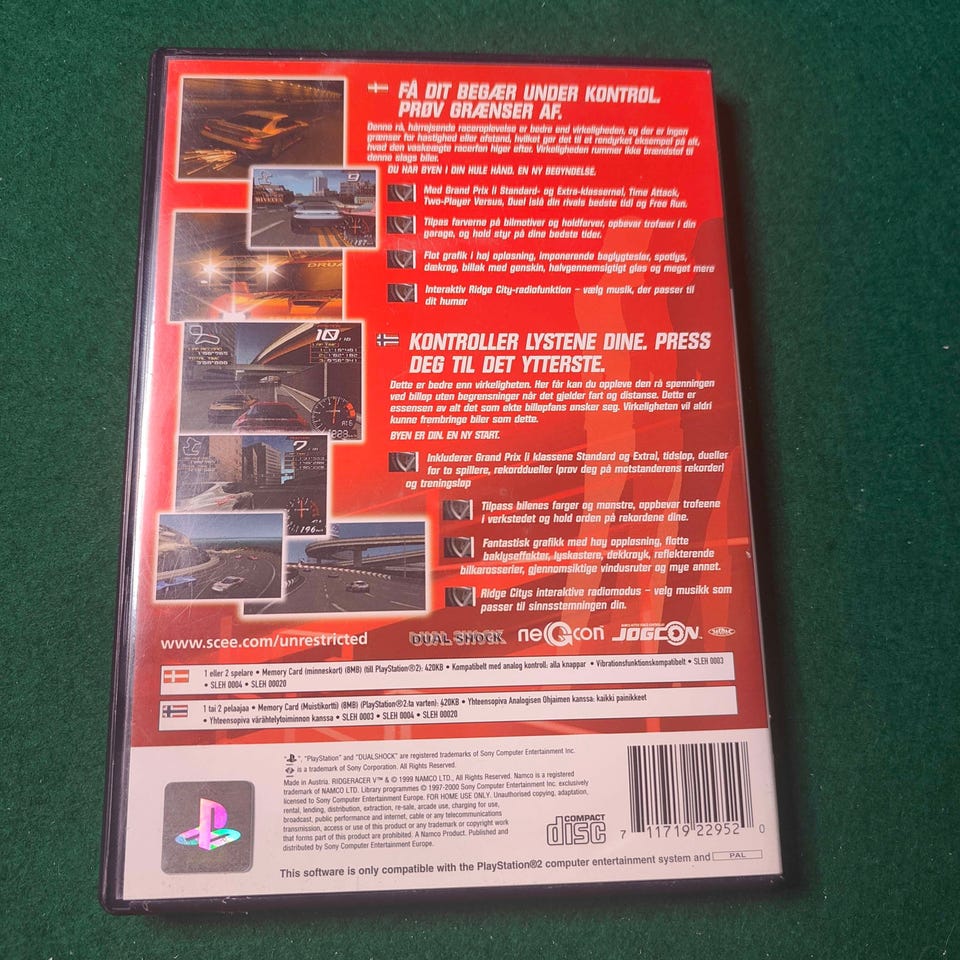 FÅ DIT BEGÆR UNDER KONTROL.
PRØV GRÆNSER AF.
Denne rå, hårrejsende raceroplevelse er bedre end virkeligheden, og der er ingen
grænser for hastighed eller afstand, hvilket gør det til et rendyrket eksempel på alt,
hvad den vaskeægte racerfan higer efter. Virkeligheden rummer ikke brændstof til
denne slags biler.
DU HAR BYEN I DIN HULE HÅND. EN NY BEGYNDELSE.
Med Grand Prix (i Standard- og Extra-klasserne), Time Attack,
Two-Player Versus, Duel (slå din rivals bedste tid) og Free Run.
Tilpas farverne på bilmotiver og holdfarver, opbevar trofæer i din
garage, og hold styr på dine bedste tider.
Flot grafik i høj opløsning, imponerende baglygteslør, spotlys,
dækrøg, billak med genskin, halvgennemsigtigt glas og meget mere
Interaktiv Ridge City-radiofunktion – vælg musik, der passer til
dit humør
KONTROLLER LYSTENE DINE. PRESS
DEG TIL DET YTTERSTE.
Dette er bedre enn virkeligheten. Her får kan du oppleve den rå spenningen
ved billøp uten begrensninger når det gjelder fart og distanse. Dette er
essensen av alt det som ekte billøpfans ønsker seg. Virkeligheten vil aldri
kunne frembringe biler som dette.
BYEN ER DIN. EN NY START.
Inkluderer Grand Prix (i klassene Standard og Extra), tidsløp, dueller
for to spillere, rekorddueller (prøv deg på motstanderens rekorder)
og treningsløp
Tilpass bilenes farger og mønstre, oppbevar trofeene
i verkstedet og hold orden på rekordene dine.
Fantastisk grafikk med høy oppløsning, flotte
baklyseffekter, lyskastere, dekkrøyk, reflekterende
bilkarosserier, gjennomsiktige vindusruter og mye annet.
Ridge Citys interaktive radiomodus – velg musikk som
passer til sinnsstemningen din.
www.scee.com/unrestricted
DUAL SHOCK neGcon JOGCON
1 eller 2 spelare • Memory Card (minneskort) (8MB) (till PlayStation®2): 420KB • Kompatibelt med analog kontroll: alla knappar • Vibrationsfunktionskompatibelt • SLEH 0003
• SLEH 0004 • SLEH 00020
1 tai 2 pelaajaa • Memory Card (Muistikortti) (8MB) (PlayStation®2:ta varten): 420KB • Yhteensopiva Analogisen Ohjaimen kanssa: kaikki painikkeet
• Yhteensopiva värähtelytoiminnon kanssa • SLEH 0003 • SLEH 0004 • SLEH 00020
" ", "PlayStation" and "DUALSHOCK" are registered trademarks of Sony Computer Entertainment Inc.
is a trademark of Sony Corporation. All Rights Reserved.
Made in Austria. RIDGERACER V™ & © 1999 NAMCO LTD., All Rights Reserved. Namco is a registered
trademark of NAMCO LTD. Library programmes © 1997-2000 Sony Computer Entertainment Inc. exclusively
licensed to Sony Computer Entertainment Europe. FOR HOME USE ONLY. Unauthorised copying, adaptation,
rental, lending, distribution, extraction, re-sale, arcade use, charging for use,
broadcast, public performance and internet, cable or any telecommunications
transmission, access or use of this product or any trademark or copyright work
that forms part of this product are prohibited. A Namco Product. Published and
distributed by Sony Computer Entertainment Europe.
COMPACT
disc
7 11719 22952 0
This software is only compatible with the PlayStation®2 computer entertainment system and PAL